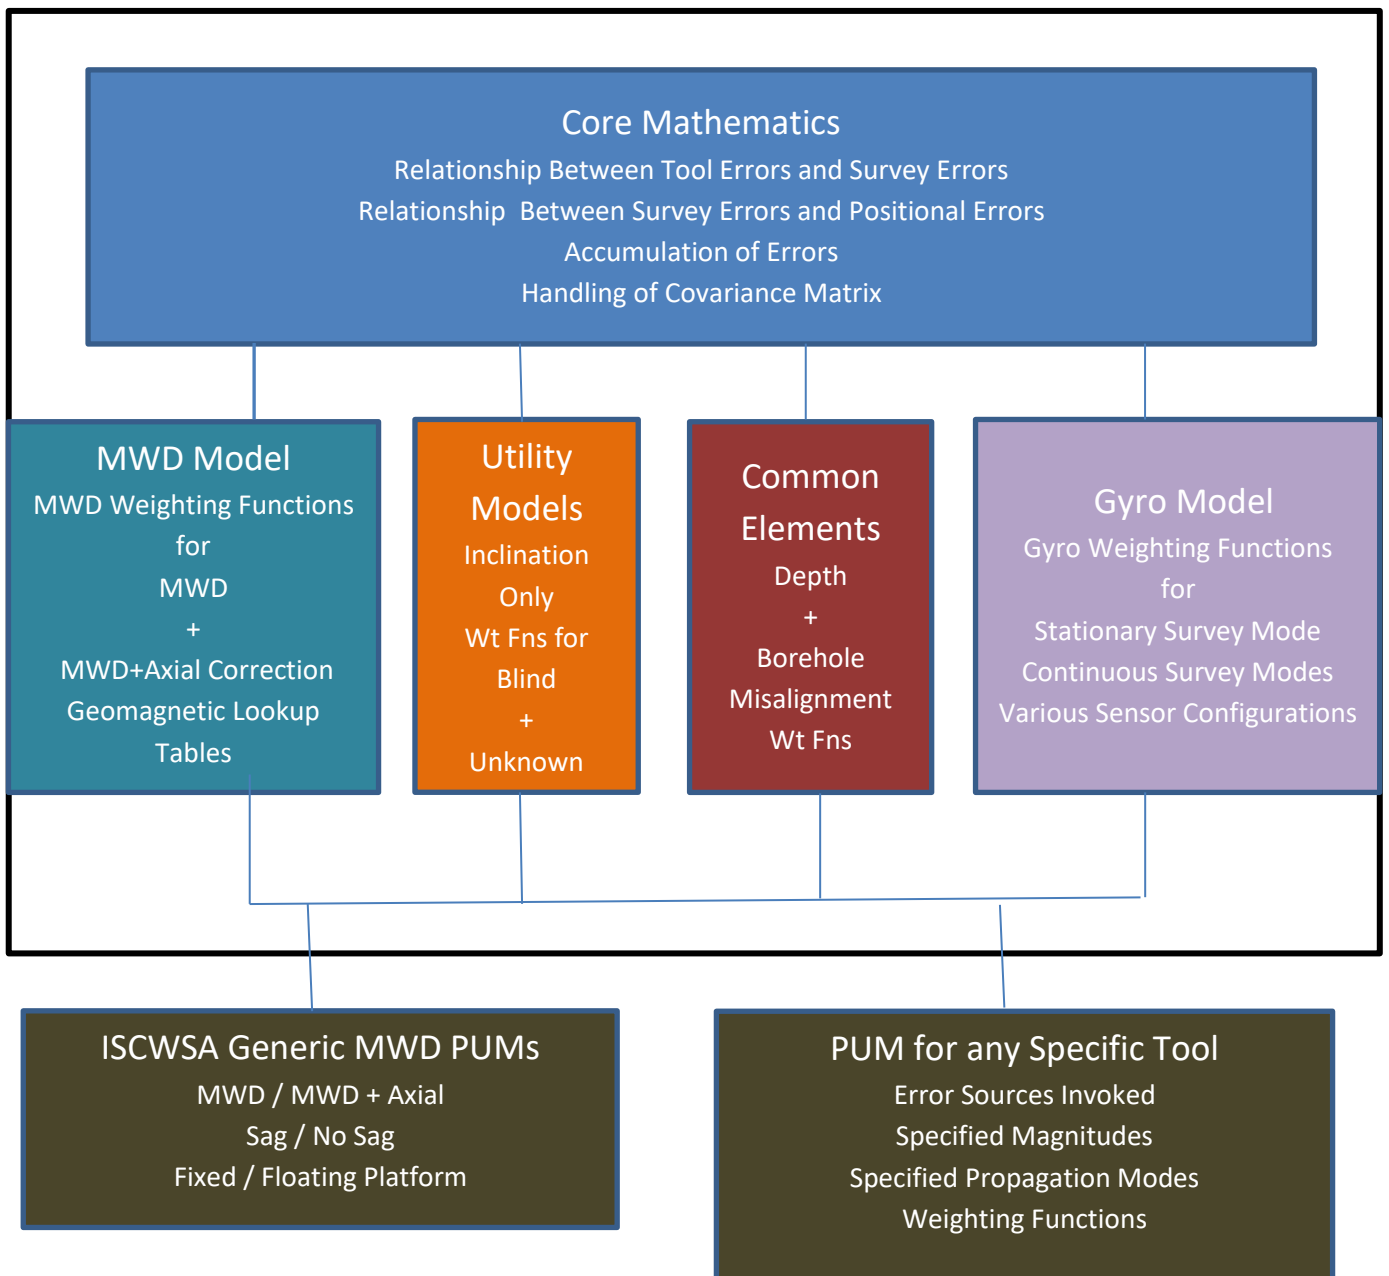 Core Mathematics
Relationship Between Tool Errors and Survey Errors
Relationship  Between Survey Errors and Positional Errors
Accumulation of Errors
Handling of Covariance Matrix
MWD Model
MWD Weighting Functions
for
MWD
+
MWD+Axial Correction
Geomagnetic Lookup
Tables
Utility
Models
Inclination
Only
Wt Fns for
Blind
+
Unknown
Common
Elements
Depth
+
Borehole
Misalignment
Wt Fns
Gyro Model
Gyro Weighting Functions
for
Stationary Survey Mode
Continuous Survey Modes
Various Sensor Configurations
ISCWSA Generic MWD PUMs
MWD / MWD + Axial
Sag / No Sag
Fixed / Floating Platform
PUM for any Specific Tool
Error Sources Invoked
Specified Magnitudes
Specified Propagation Modes
Weighting Functions